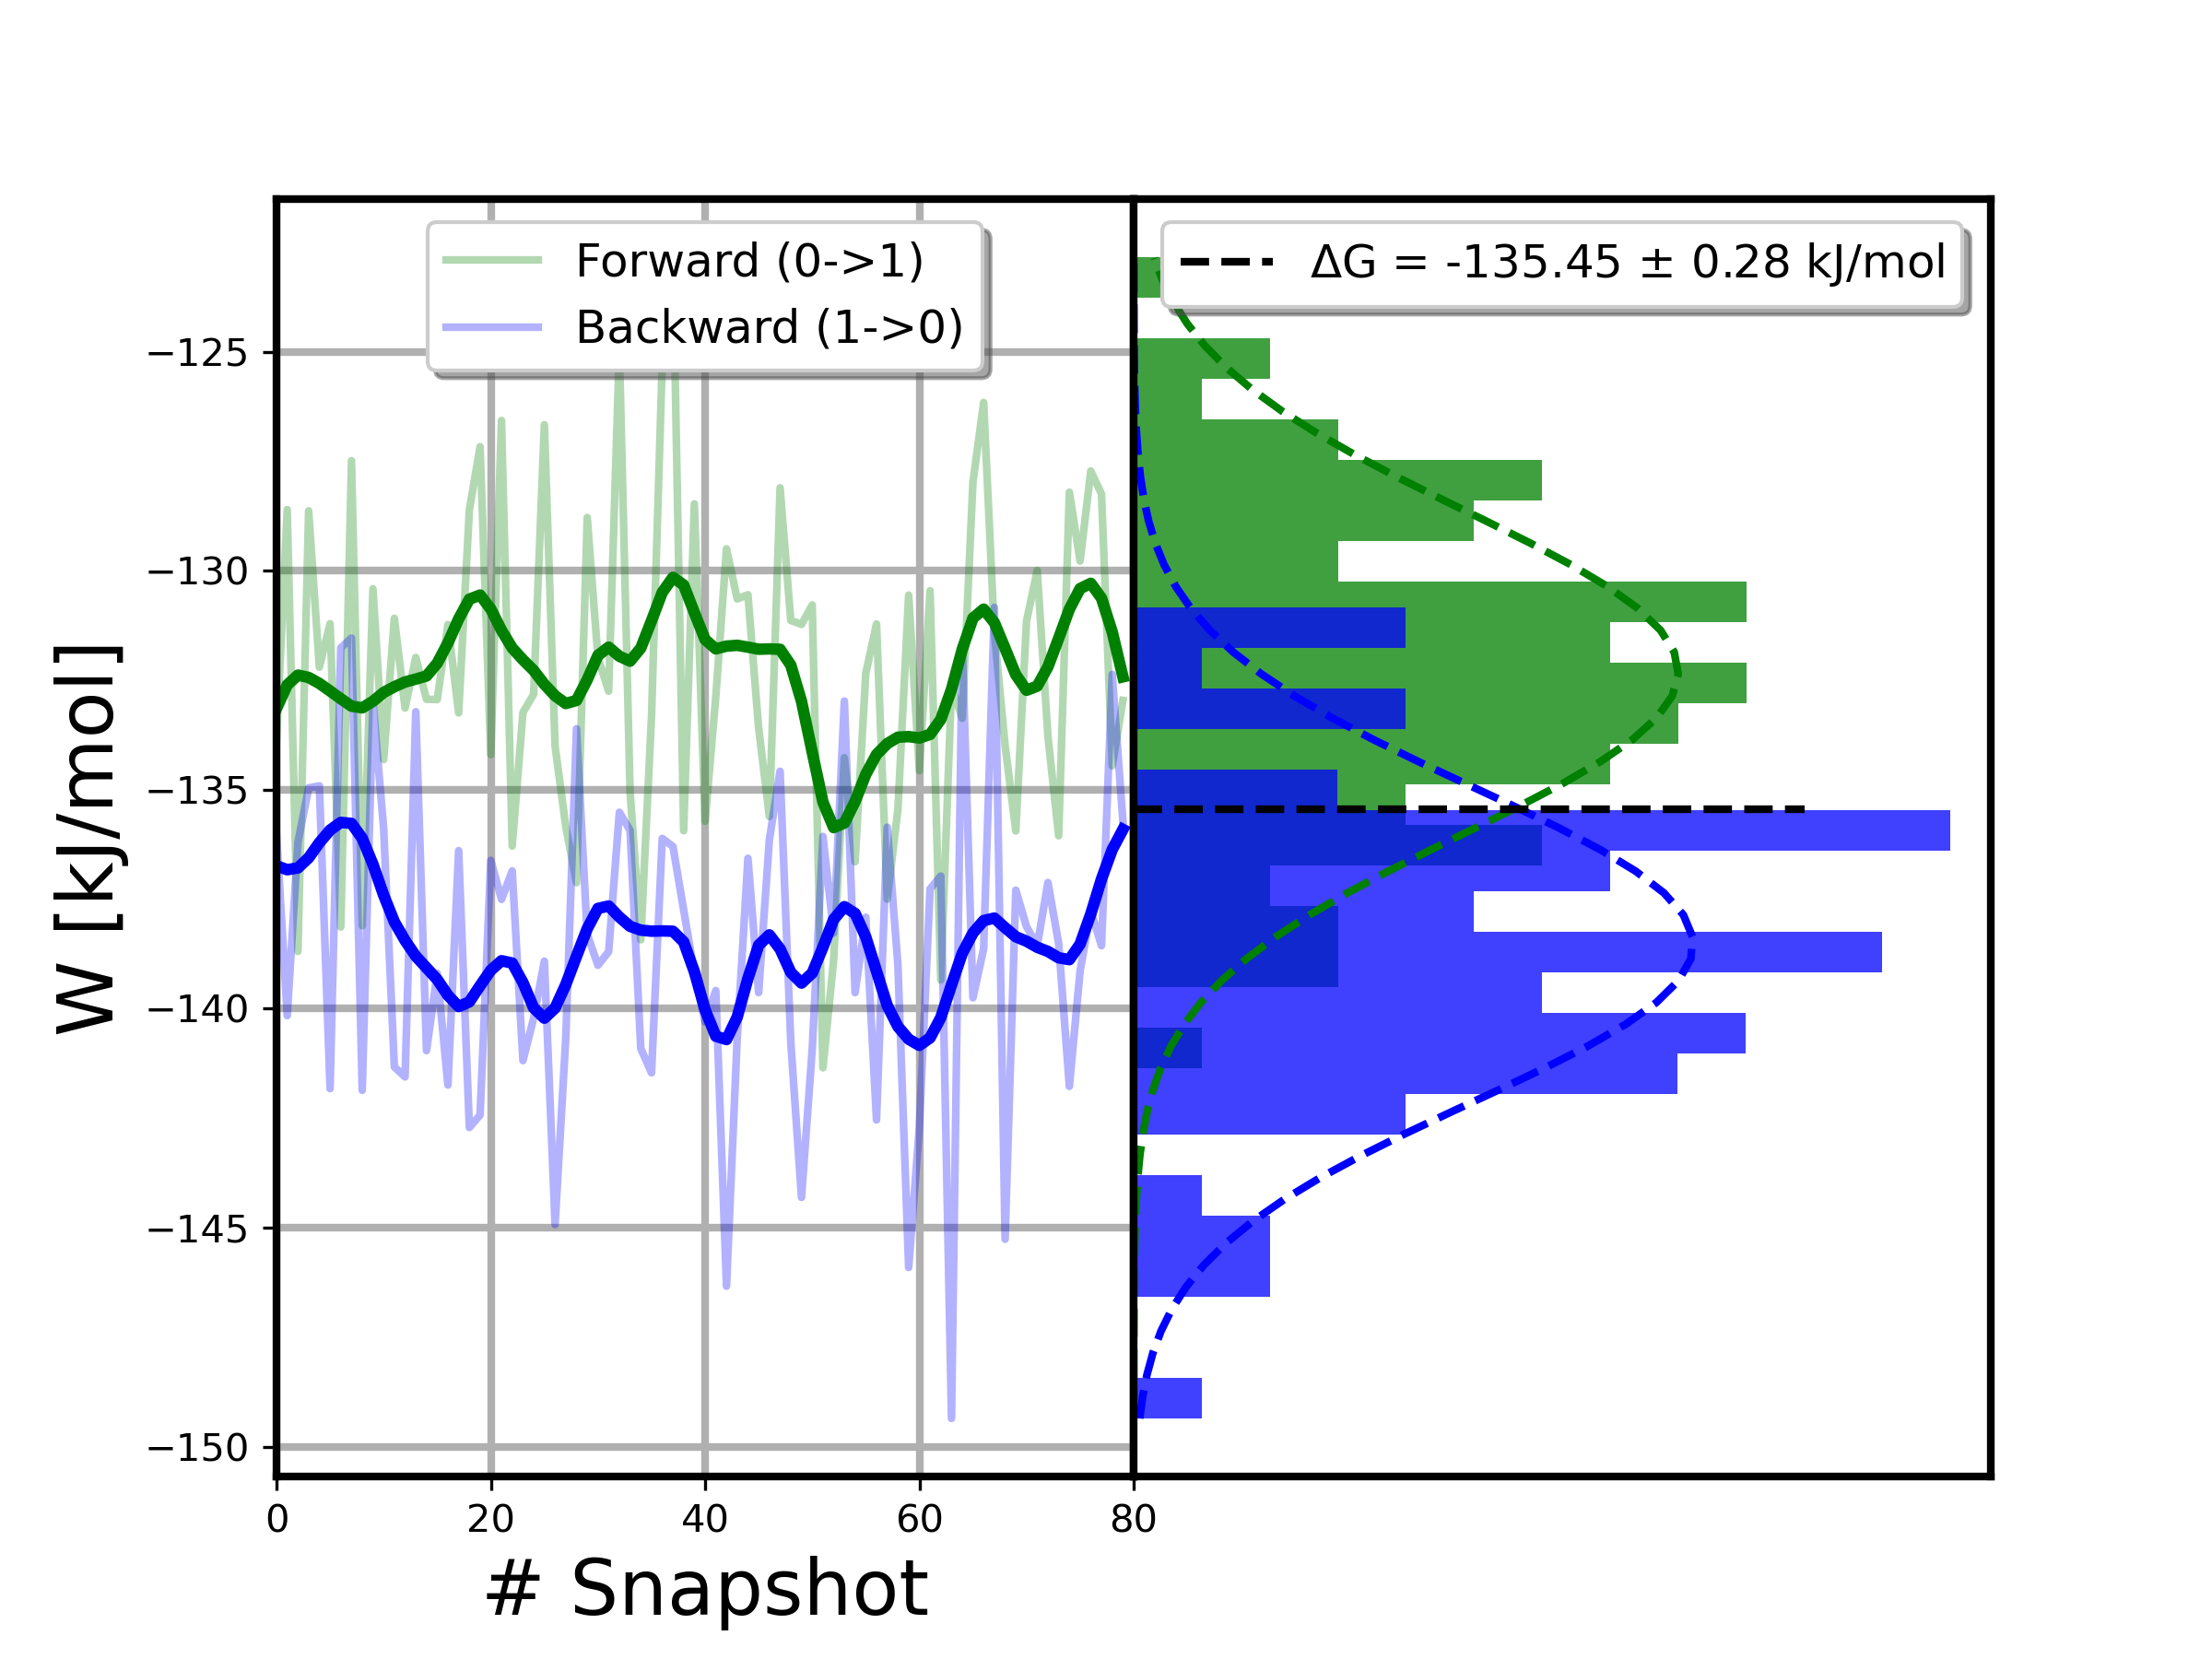 Forward (0->1)
Backward (1->0)
ΔG = -135.45 ± 0.28 kJ/mol
W [kJ/mol]
−125
−130
−135
−140
−145
−150
0 20 40 60 80
# Snapshot